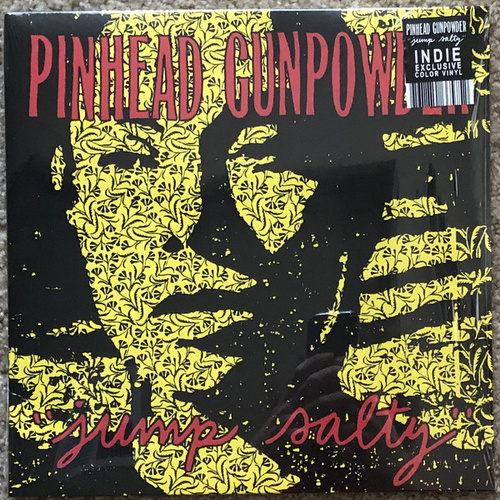 PINHEAD GUNPOWDER
PINHEAD GUNPOWDER
jump salty
INDIE
EXCLUSIVE
COLOR VINYL
"jump salty"